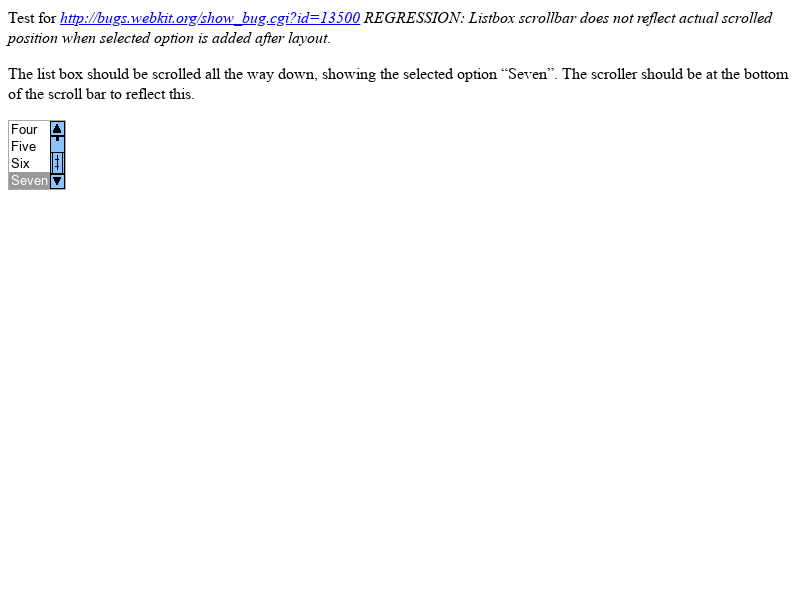 Test for http://bugs.webkit.org/show_bug.cgi?id=13500 REGRESSION: Listbox scrollbar does not reflect actual scrolled
position when selected option is added after layout.
The list box should be scrolled all the way down, showing the selected option “Seven”. The scroller should be at the bottom
of the scroll bar to reflect this.
Four
Five
Six
Seven